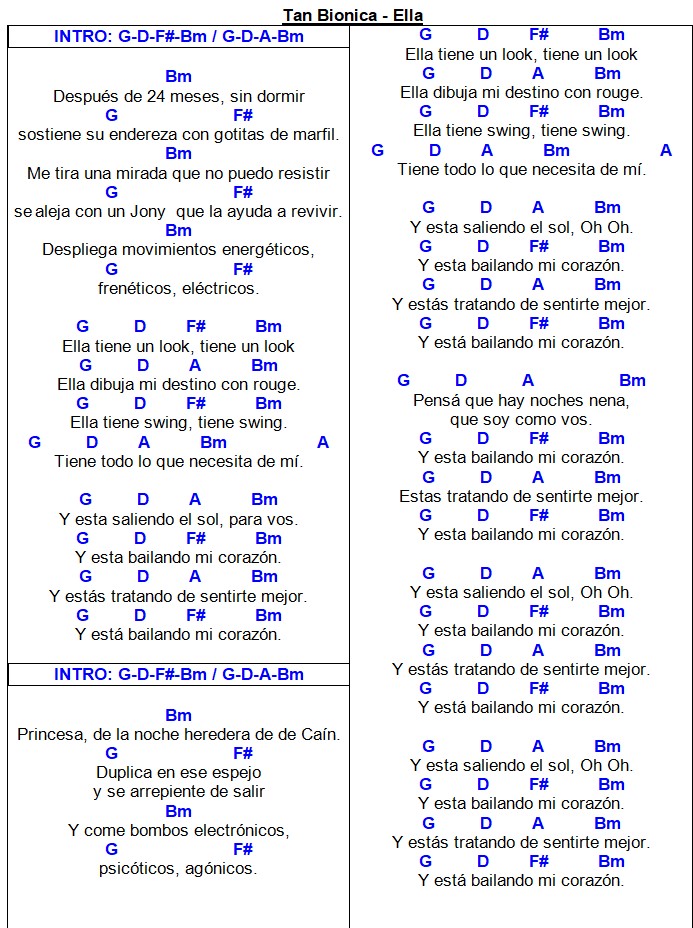 Tan Bionica - Ella
INTRO: G-D-F#-Bm / G-D-A-Bm
Bm
Después de 24 meses, sin dormir
G F#
sostiene su endereza con gotitas de marfil.
Bm
Me tira una mirada que no puedo resistir
G F#
se aleja con un Jony que la ayuda a revivir.
Bm
Despliega movimientos energéticos,
G F#
frenéticos, eléctricos.
G D F# Bm
Ella tiene un look, tiene un look
G D A Bm
Ella dibuja mi destino con rouge.
G D F# Bm
Ella tiene swing, tiene swing.
G D A Bm A
Tiene todo lo que necesita de mí.
G D A Bm
Y esta saliendo el sol, para vos.
G D F# Bm
Y esta bailando mi corazón.
G D A Bm
Y estás tratando de sentirte mejor.
G D F# Bm
Y está bailando mi corazón.
INTRO: G-D-F#-Bm / G-D-A-Bm
Bm
Princesa, de la noche heredera de de Caín.
G F#
Duplica en ese espejo
y se arrepiente de salir
Bm
Y come bombos electrónicos,
G F#
psicóticos, agónicos.
G D F# Bm
Ella tiene un look, tiene un look
G D A Bm
Ella dibuja mi destino con rouge.
G D F# Bm
Ella tiene swing, tiene swing.
G D A Bm A
Tiene todo lo que necesita de mí.
G D A Bm
Y esta saliendo el sol, Oh Oh.
G D F# Bm
Y esta bailando mi corazón.
G D A Bm
Y estás tratando de sentirte mejor.
G D F# Bm
Y está bailando mi corazón.
G D A Bm
Pensá que hay noches nena,
que soy como vos.
G D F# Bm
Y esta bailando mi corazón.
G D A Bm
Estas tratando de sentirte mejor.
G D F# Bm
Y esta bailando mi corazón.
G D A Bm
Y esta saliendo el sol, Oh Oh.
G D F# Bm
Y esta bailando mi corazón.
G D A Bm
Y estás tratando de sentirte mejor.
G D F# Bm
Y está bailando mi corazón.
G D A Bm
Y esta saliendo el sol, Oh Oh.
G D F# Bm
Y esta bailando mi corazón.
G D A Bm
Y estás tratando de sentirte mejor.
G D F# Bm
Y está bailando mi corazón.